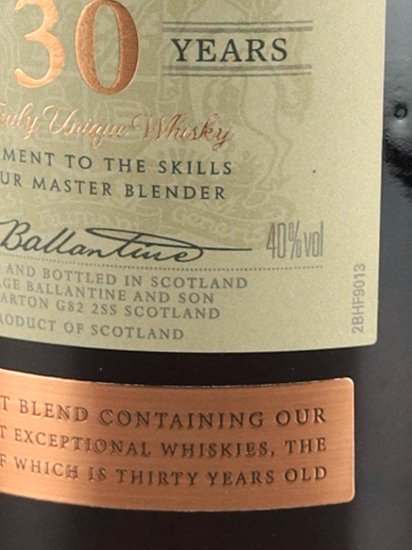 30 YEARS
Truly Unique Whisky
MENT TO THE SKILLS
UR MASTER BLENDER
Ballantine 40%vol
AND BOTTLED IN SCOTLAND
GE BALLANTINE AND SON
ARTON G82 2SS SCOTLAND
PRODUCT OF SCOTLAND
2BHF9013
T BLEND CONTAINING OUR
T EXCEPTIONAL WHISKIES, THE
F WHICH IS THIRTY YEARS OLD